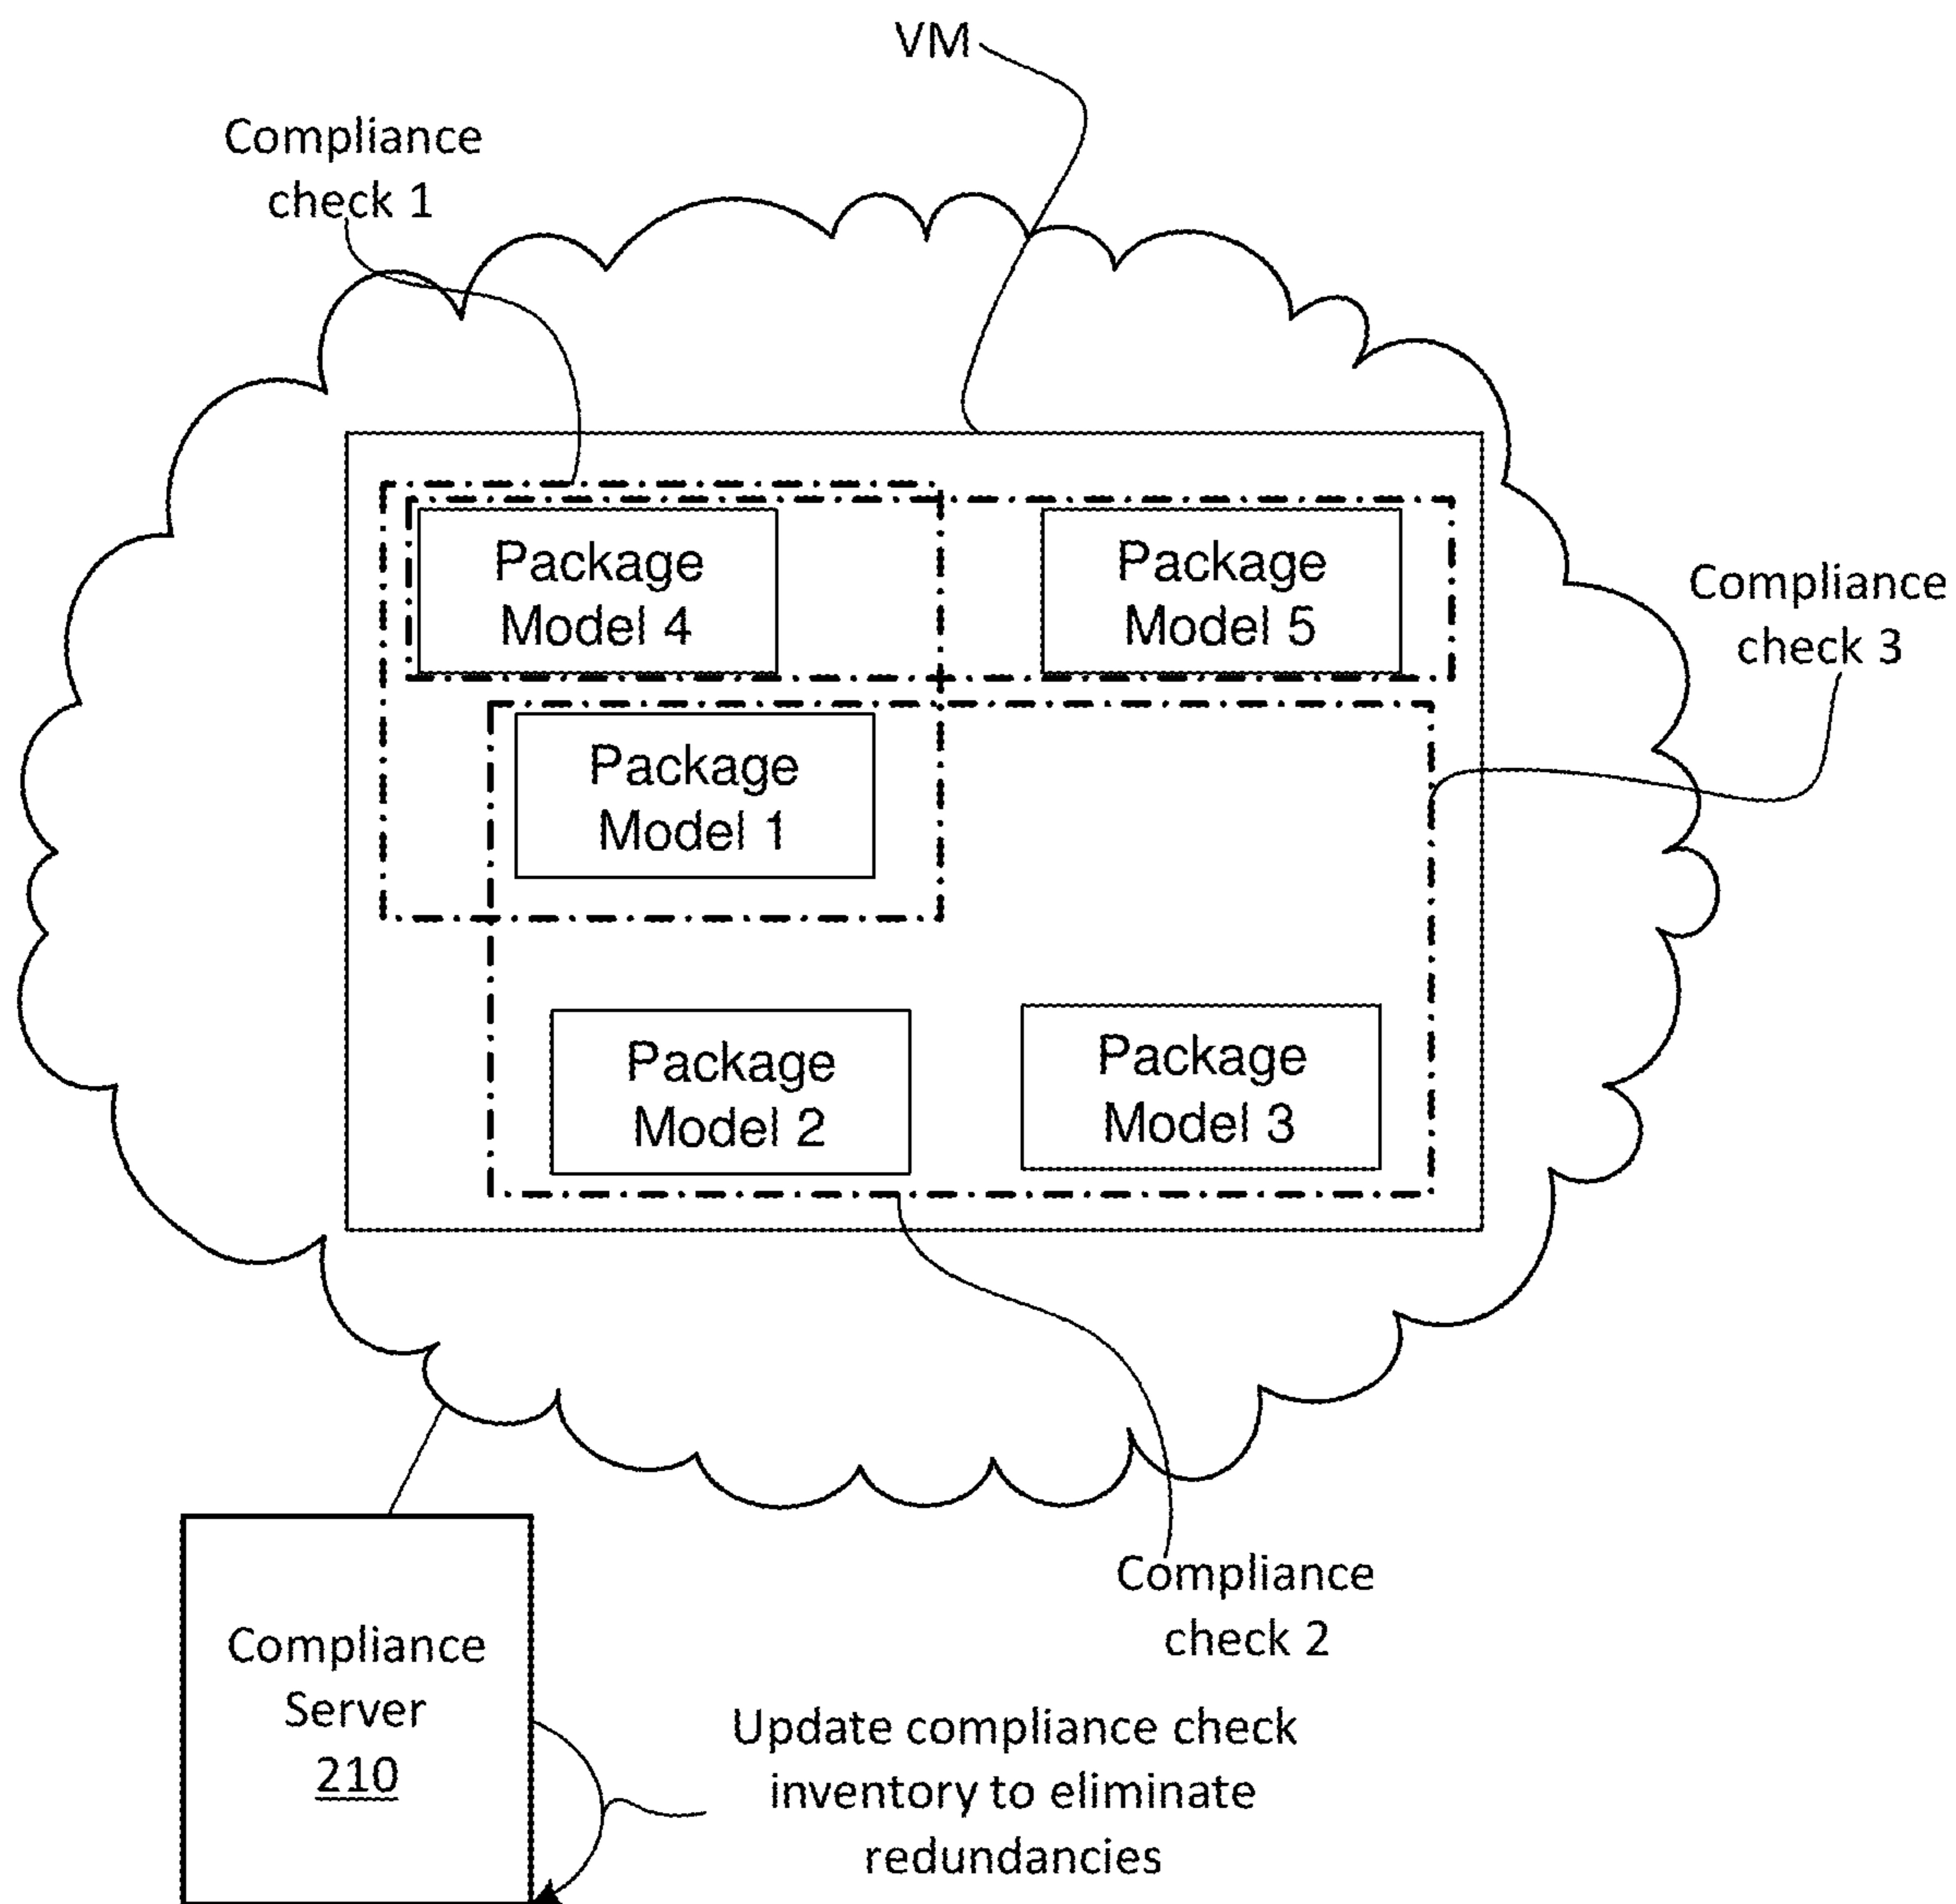 VM
Compliance
check 1
Package
Model 4
Package
Model 5
Compliance
check 3
Package
Model 1
Package
Model 2
Package
Model 3
Compliance
check 2
Compliance
Server
210
Update compliance check
inventory to eliminate
redundancies